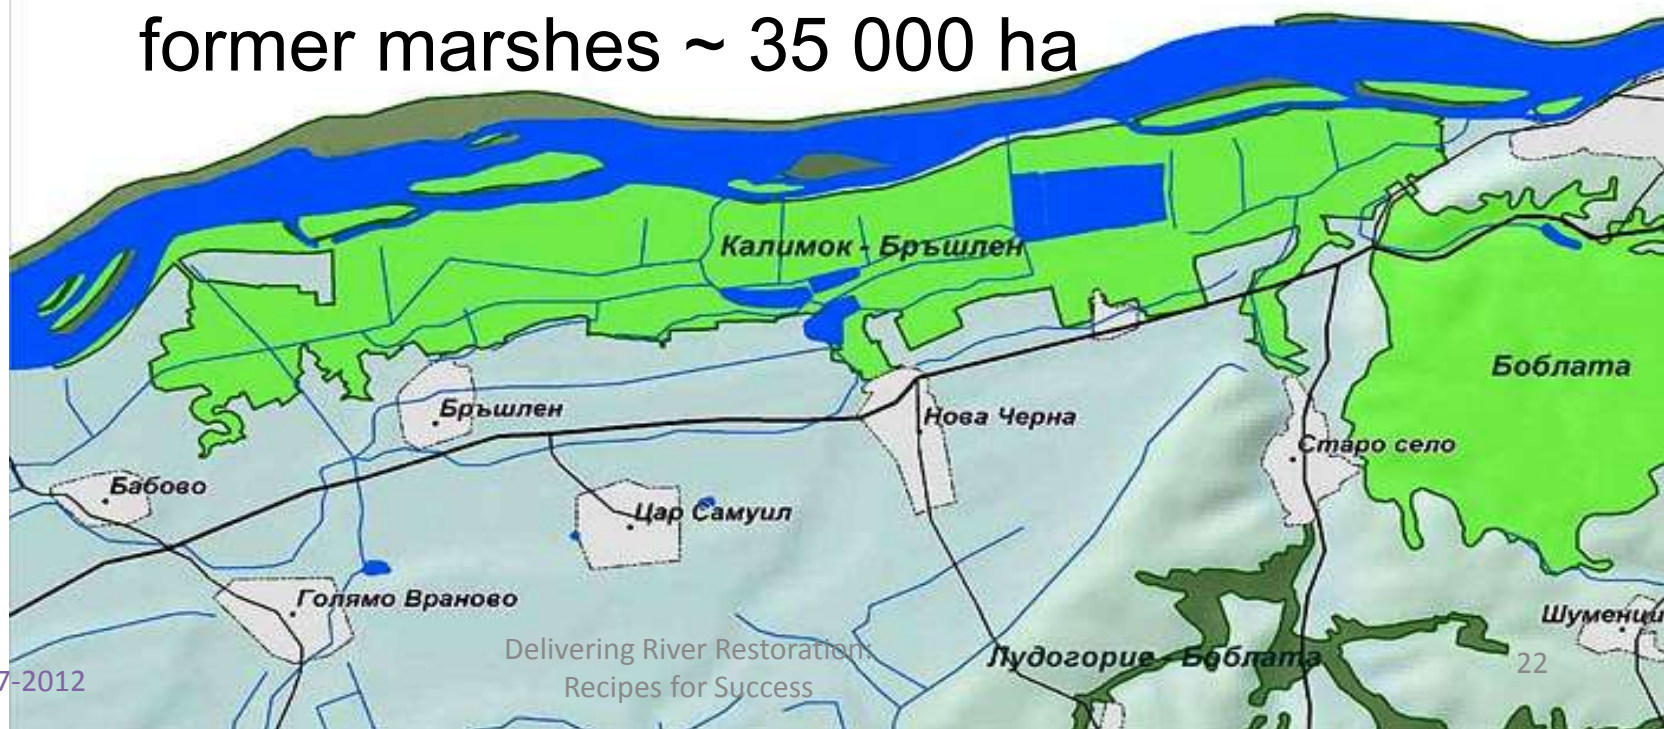 former marshes ~ 35 000 ha
Калимок - Бръшлен
Боблата
Бръшлен
Нова Черна
Старо село
Бабово
Цар Самуил
Голямо Враново
Лудогорие - Боблата
7-2012
Delivering River Restoration:
Recipes for Success
22